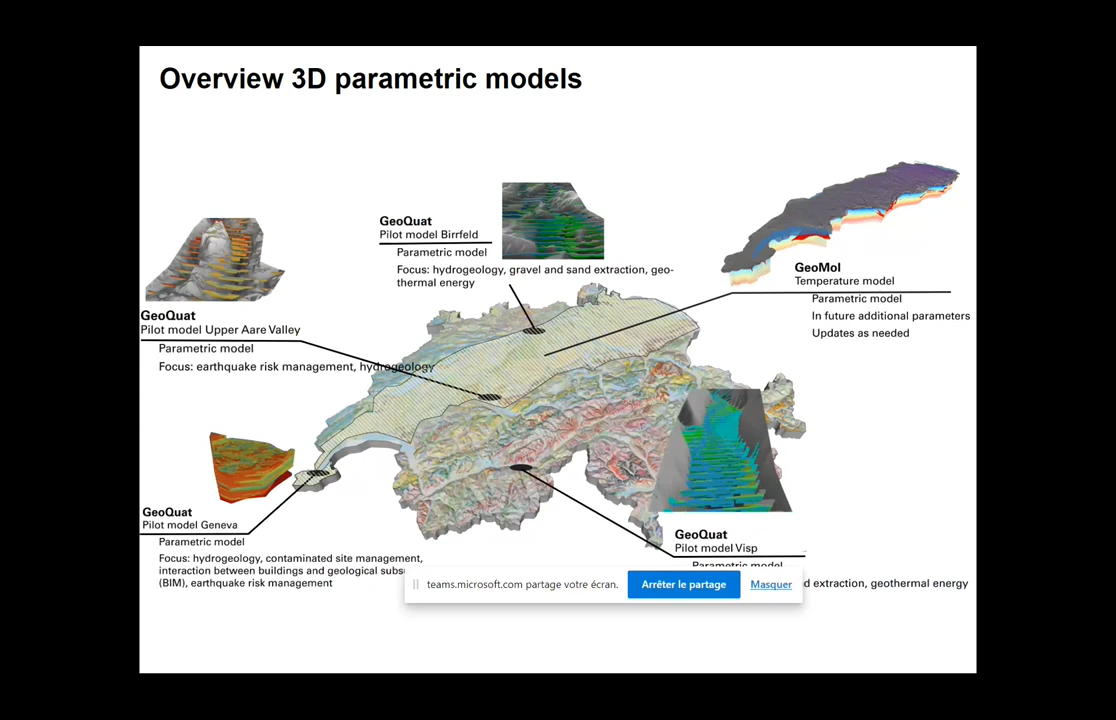 Overview 3D parametric models
GeoQuat
Pilot model Birrfeld
Parametric model
Focus: hydrogeology, gravel and sand extraction, geo-
thermal energy
GeoMol
Temperature model
Parametric model
In future additional parameters
Updates as needed
GeoQuat
Pilot model Upper Aare Valley
Parametric model
Focus: earthquake risk management, hydrogeology
GeoQuat
Pilot model Geneva
Parametric model
Focus: hydrogeology, contaminated site management,
interaction between buildings and geological
(BIM), earthquake risk management
GeoQuat
Pilot model Visp
Parametric model
extraction, geothermal energy
teams.microsoft.com partage votre écran.
Arrêter le partage
Masquer